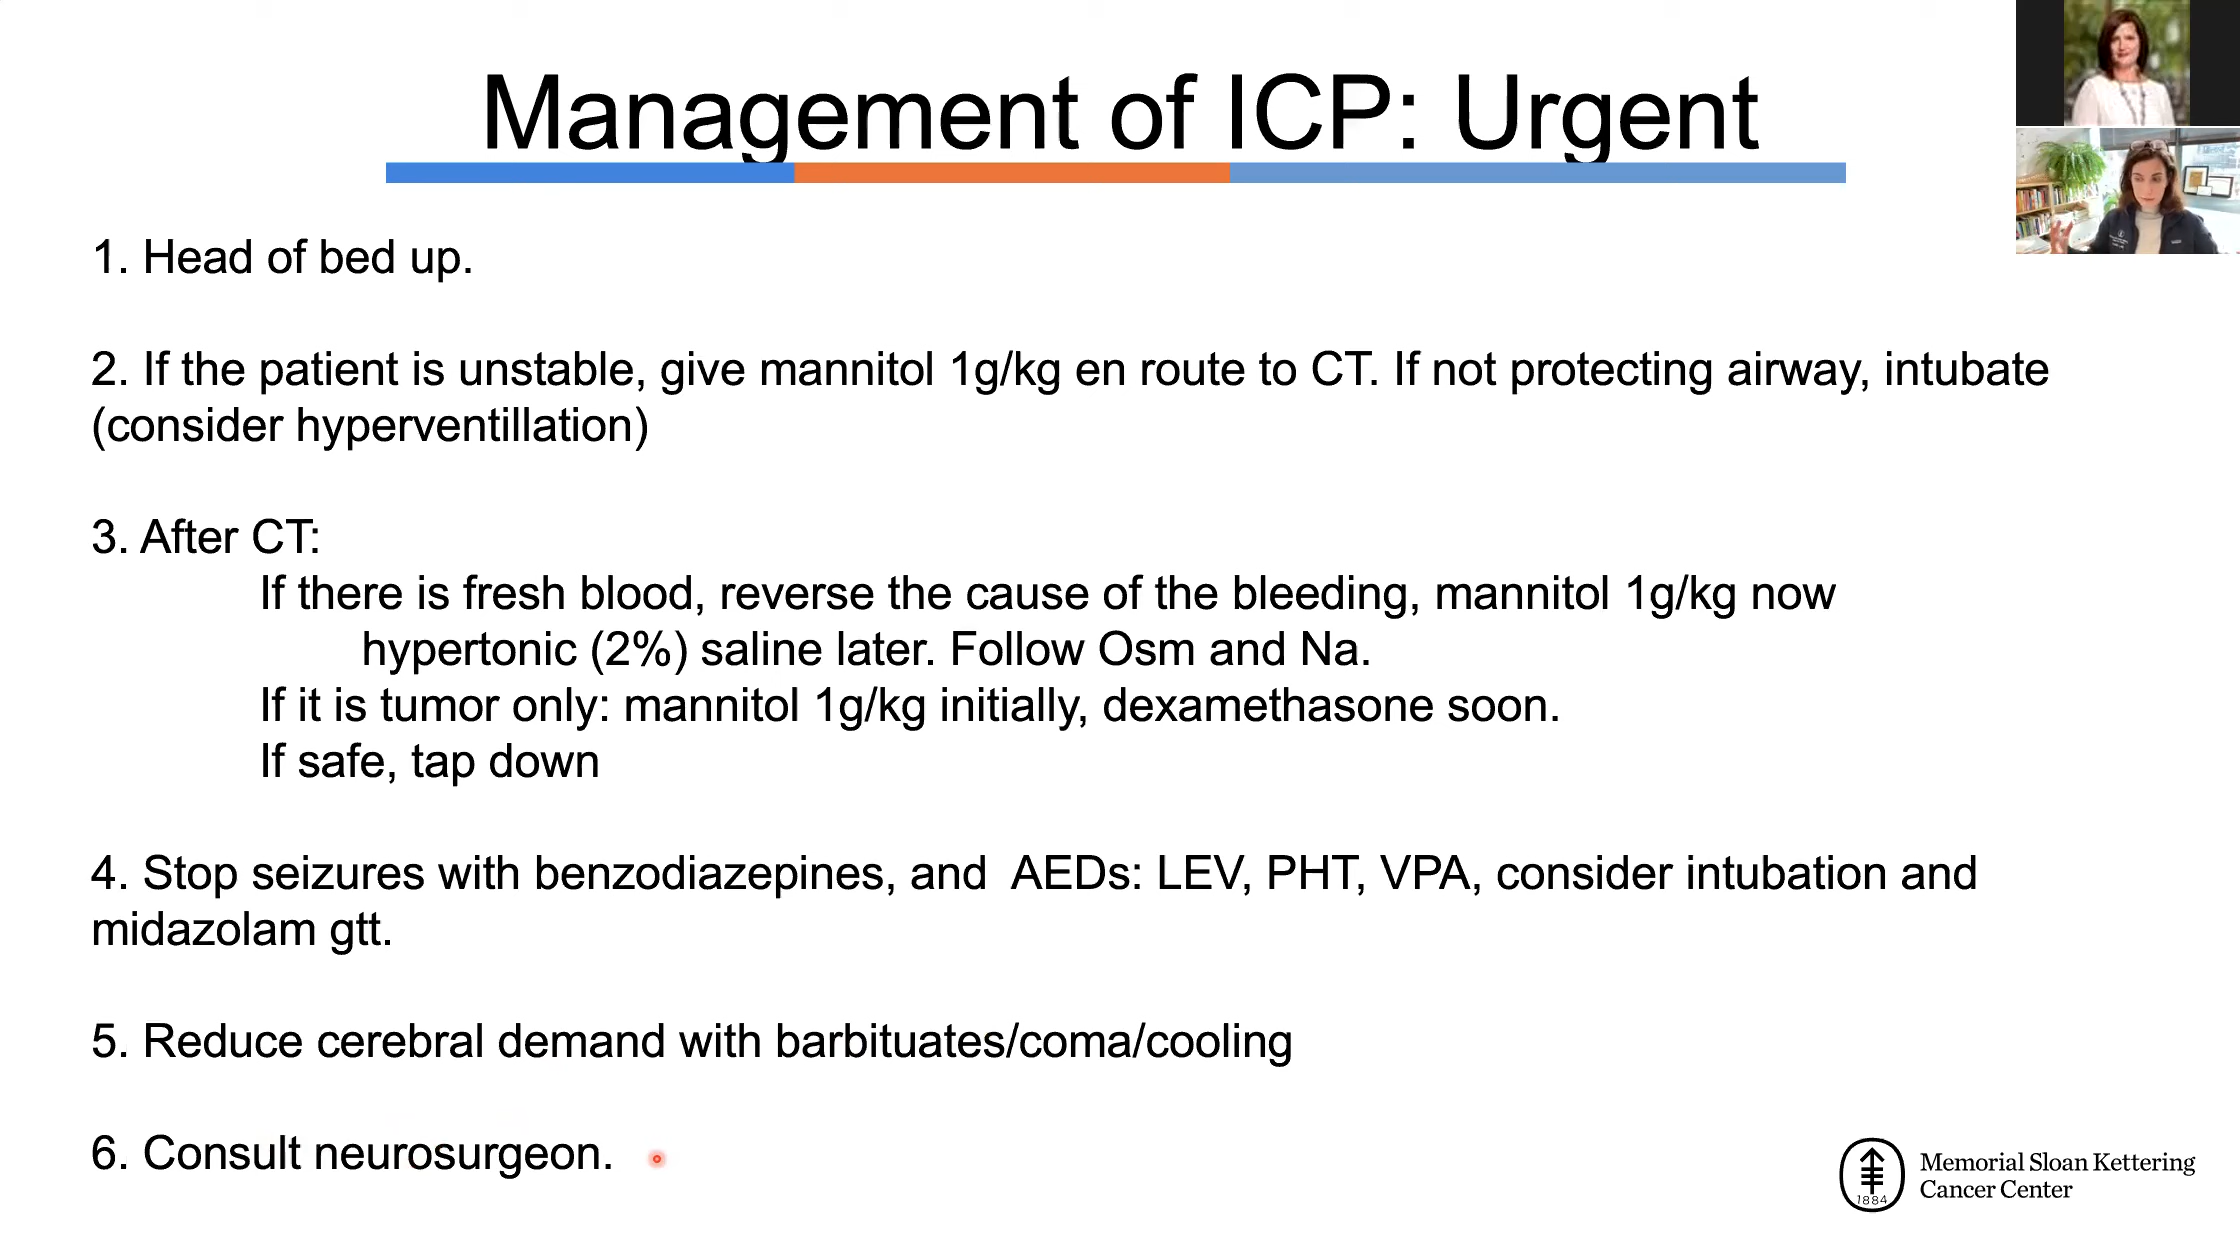 Management of ICP: Urgent
1. Head of bed up.
2. If the patient is unstable, give mannitol 1g/kg en route to CT. If not protecting airway, intubate
(consider hyperventillation)
3. After CT:
If there is fresh blood, reverse the cause of the bleeding, mannitol 1g/kg now
hypertonic (2%) saline later. Follow Osm and Na.
If it is tumor only: mannitol 1g/kg initially, dexamethasone soon.
If safe, tap down
4. Stop seizures with benzodiazepines, and  AEDs: LEV, PHT, VPA, consider intubation and
midazolam gtt.
5. Reduce cerebral demand with barbituates/coma/cooling
6. Consult neurosurgeon.
1884
Memorial Sloan Kettering
Cancer Center